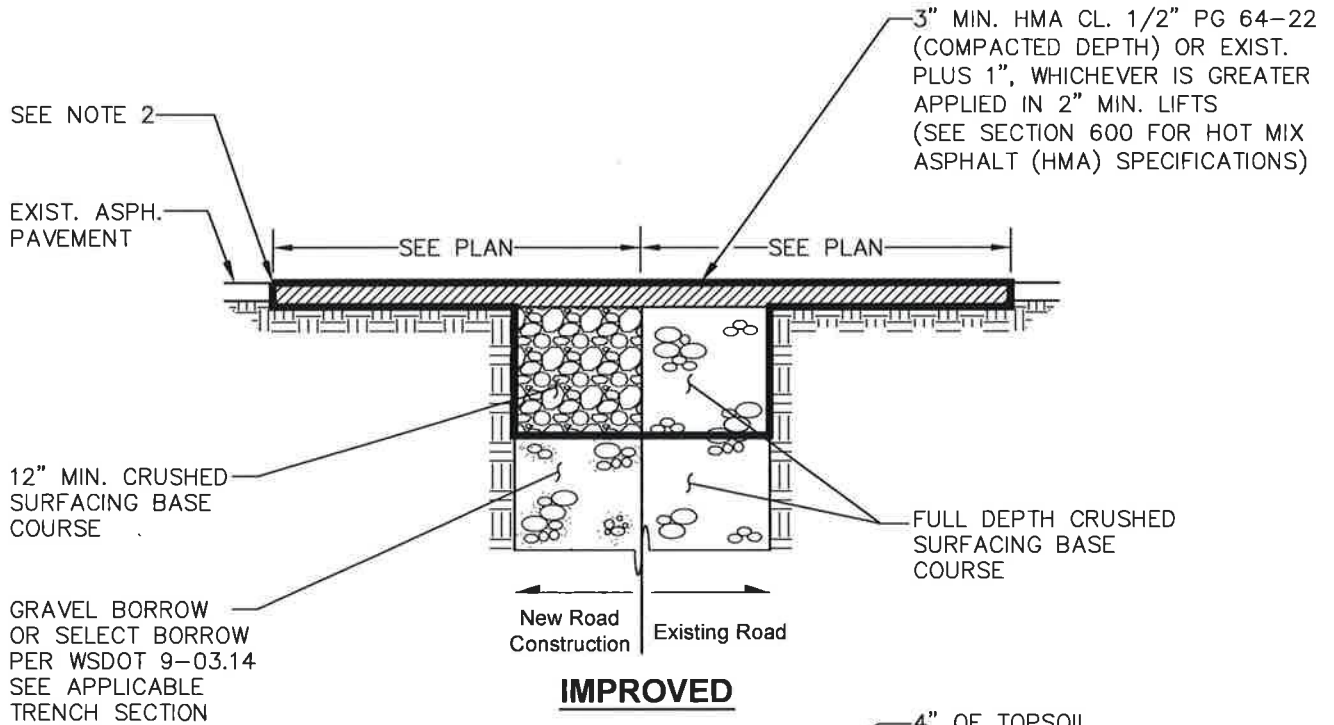 3" MIN. HMA CL. 1/2" PG 64-22
(COMPACTED DEPTH) OR EXIST.
PLUS 1", WHICHEVER IS GREATER
APPLIED IN 2" MIN. LIFTS
(SEE SECTION 600 FOR HOT MIX
ASPHALT (HMA) SPECIFICATIONS)
SEE NOTE 2
EXIST. ASPH.
PAVEMENT
SEE PLAN
SEE PLAN
12" MIN. CRUSHED
SURFACING BASE
COURSE
FULL DEPTH CRUSHED
SURFACING BASE
COURSE
GRAVEL BORROW
OR SELECT BORROW
PER WSDOT 9-03.14
SEE APPLICABLE
TRENCH SECTION
New Road
Construction
Existing Road
IMPROVED
4" OF TOPSOIL